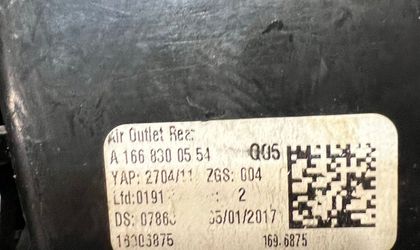 Air Outlet Rear
A 166 830 05 54 Q05
YAP: 2704/11 ZGS: 004
Lfd: 0191 2
DS: 0786 05/01/2017
16306875 169.6875